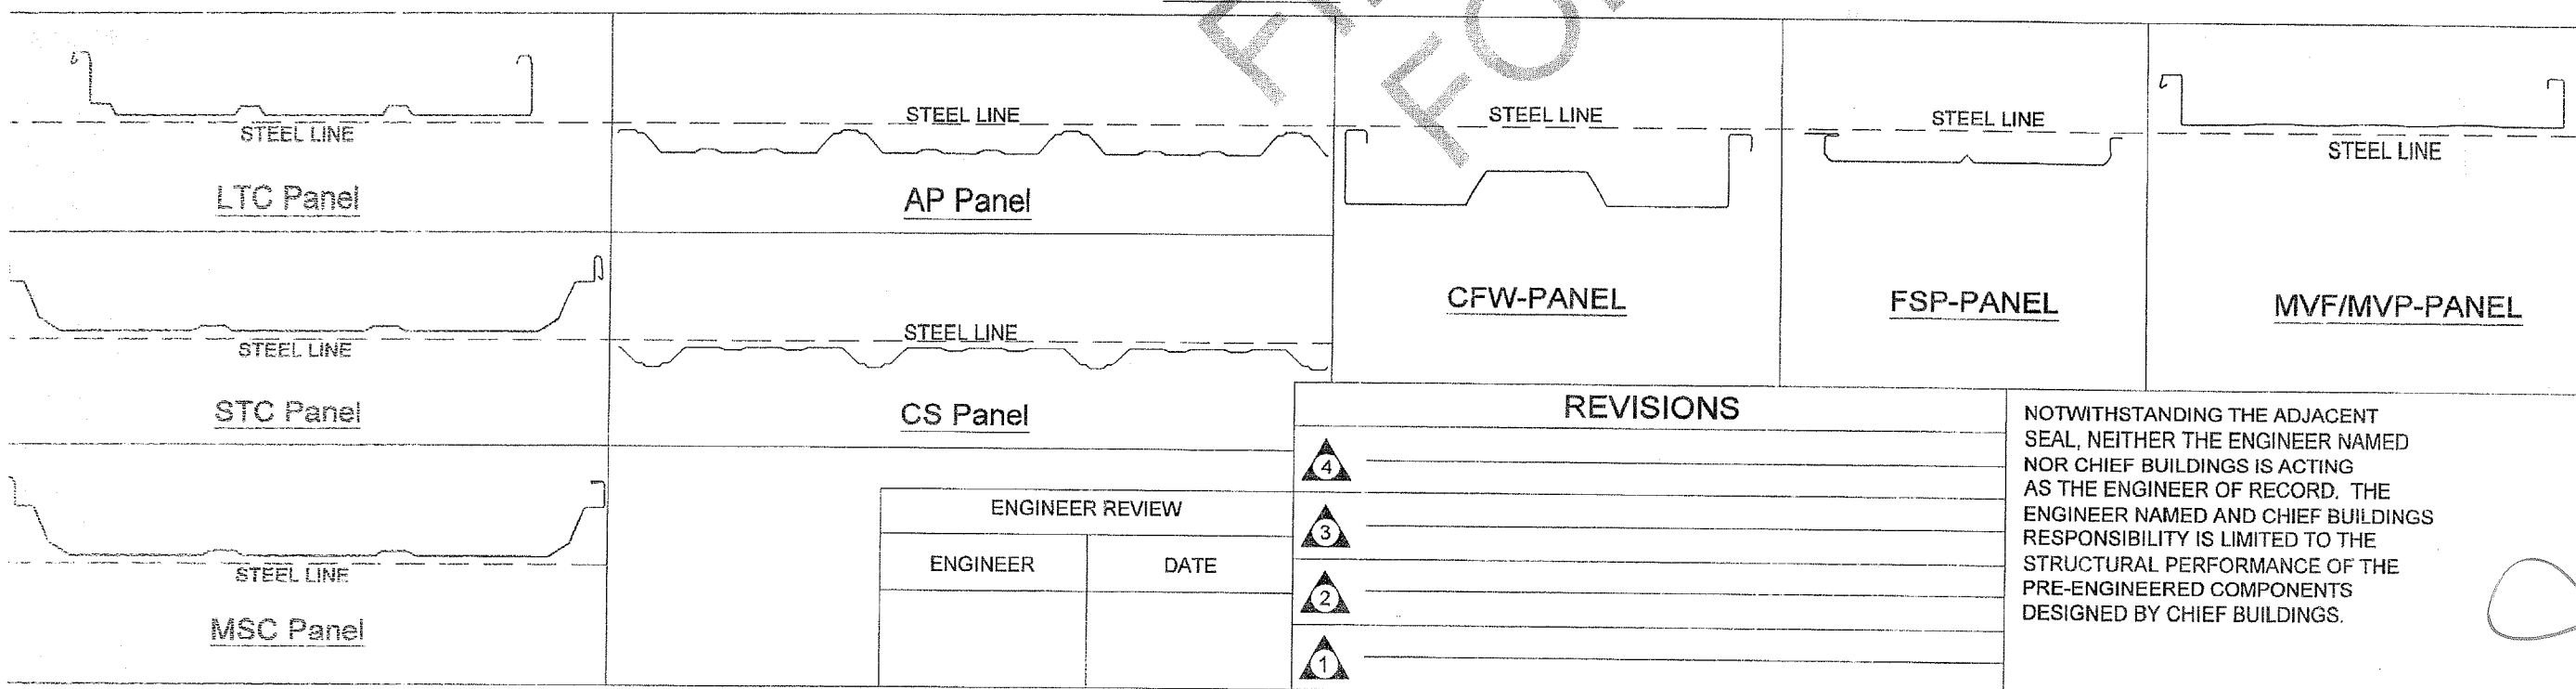 STEEL LINE
LTC Panel
STEEL LINE
AP Panel
STEEL LINE
CFW-PANEL
STEEL LINE
FSP-PANEL
STEEL LINE
MVF/MVP-PANEL
STEEL LINE
STC Panel
STEEL LINE
CS Panel
STEEL LINE
MSC Panel
ENGINEER REVIEW
ENGINEER DATE
REVISIONS
4
3
2
1
NOTWITHSTANDING THE ADJACENT
SEAL, NEITHER THE ENGINEER NAMED
NOR CHIEF BUILDINGS IS ACTING
AS THE ENGINEER OF RECORD. THE
ENGINEER NAMED AND CHIEF BUILDINGS
RESPONSIBILITY IS LIMITED TO THE
STRUCTURAL PERFORMANCE OF THE
PRE-ENGINEERED COMPONENTS
DESIGNED BY CHIEF BUILDINGS.